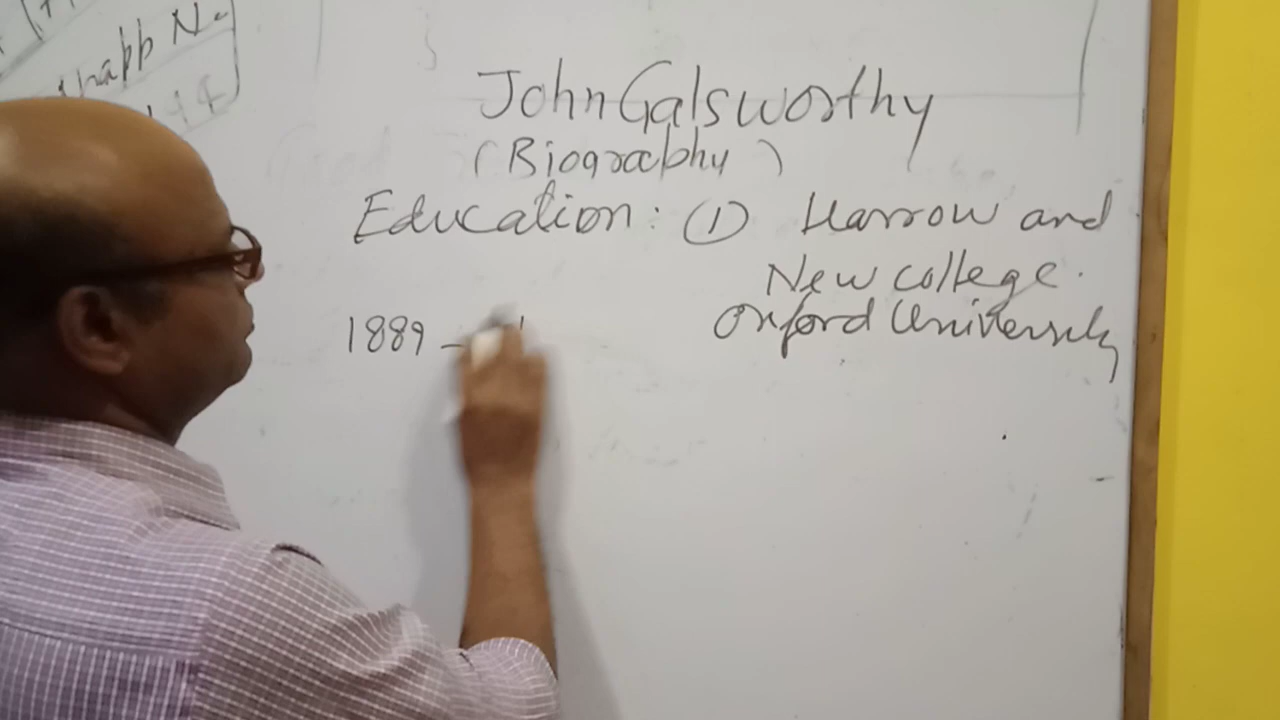 N.
John Galsworthy
(Biography)
Education: ① Harrow and
New college.
Oxford University
1889 –